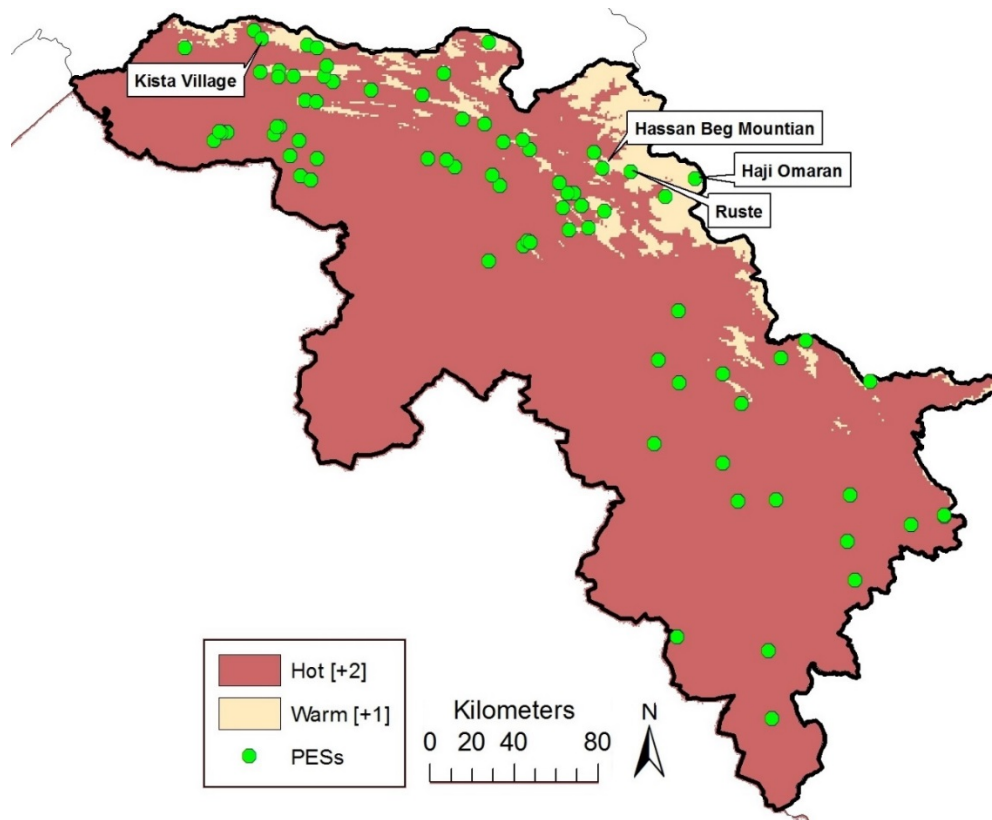 Kista Village
Hassan Beg Mountian
Haji Omaran
Ruste
Hot [+2]
Warm [+1]
PESs
Kilometers
0 20 40 80
N